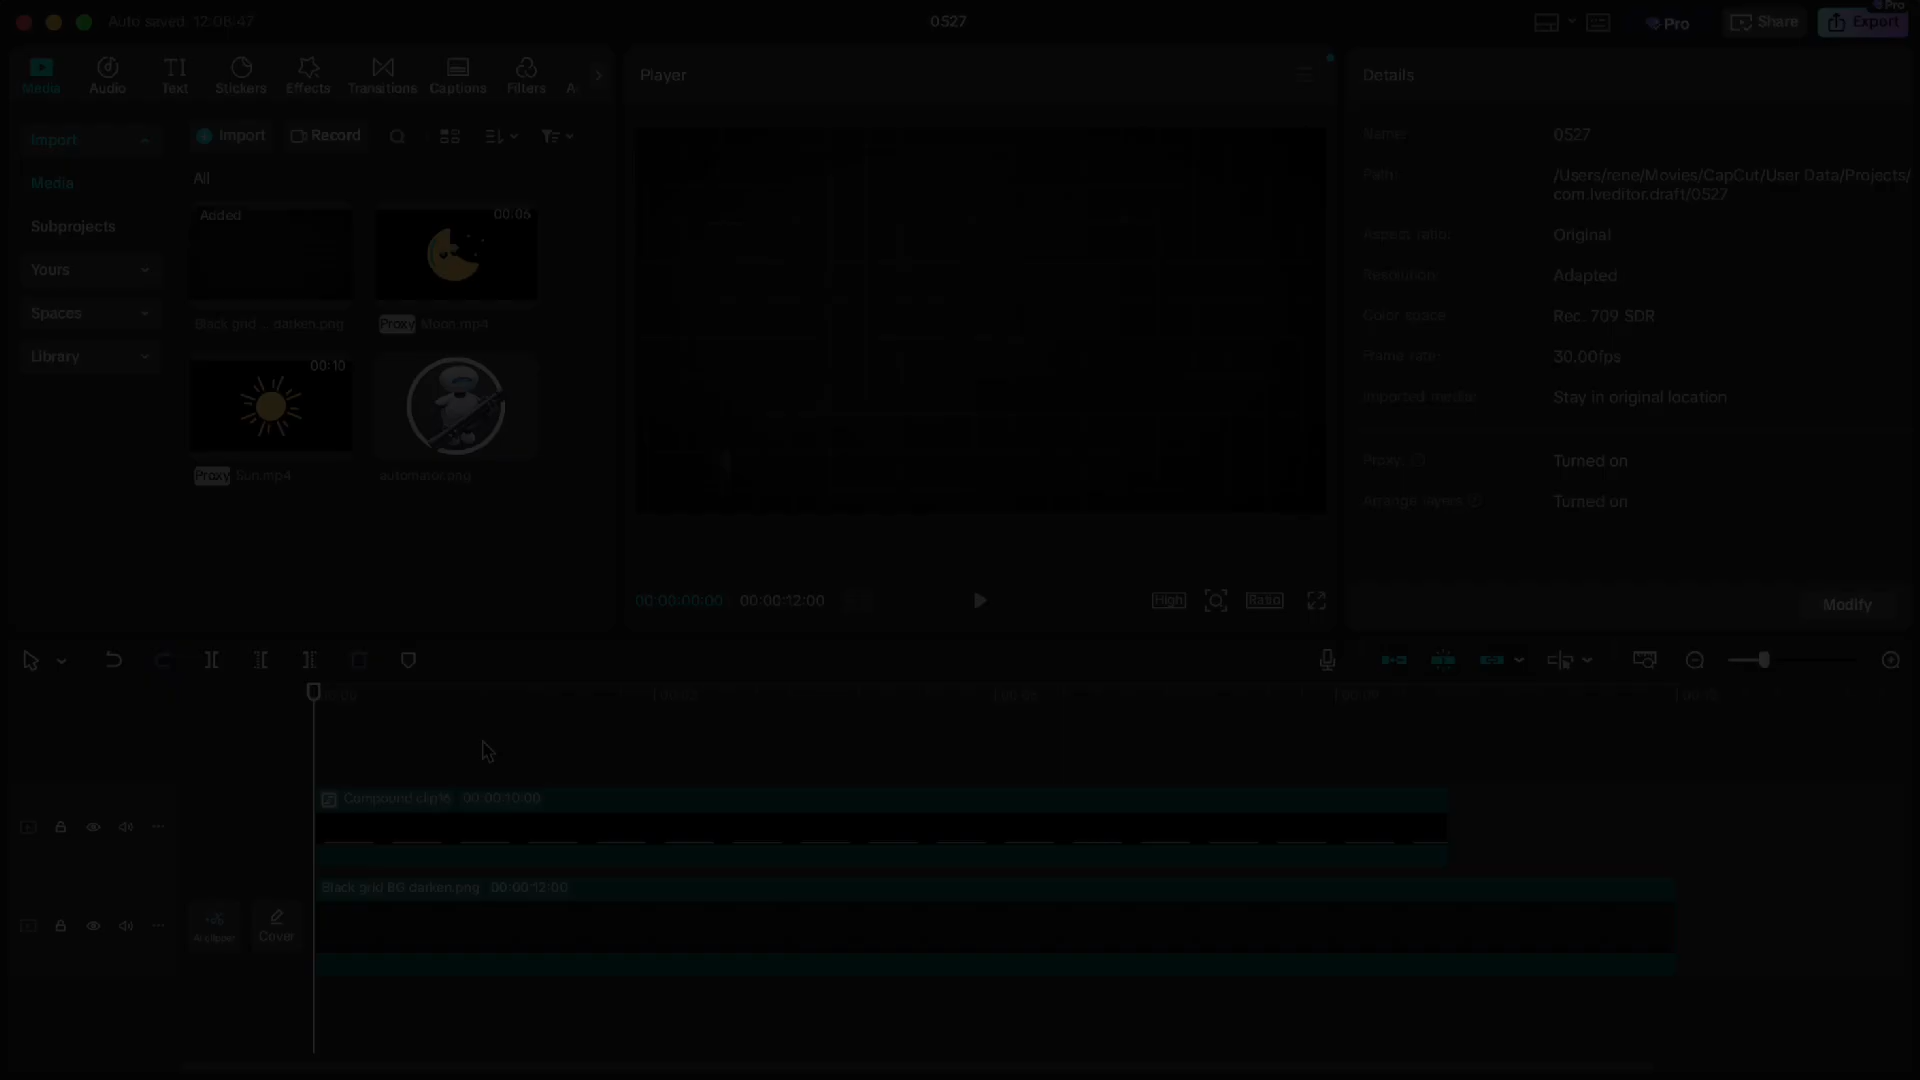 Auto saved: 12:08:47
0527
Pro
Share
Pro
Export
Media
Audio
Text
Stickers
Effects
Transitions
Captions
Filters
Player
Details
Import
Media
Subprojects
Yours
Spaces
Library
Import
Record
All
Added
00:06
Black grid ... darken.png
Proxy Moon.mp4
00:10
Proxy Sun.mp4
automator.png
00:00:00:00
00:00:12:00
High
Ratio
Name:
0527
Path:
/Users/rene/Movies/CapCut/User Data/Projects/
com.lveditor.draft/0527
Aspect ratio:
Original
Resolution:
Adapted
Color space:
Rec. 709 SDR
Frame rate:
30.00fps
Imported media:
Stay in original location
Proxy:
Turned on
Arrange layers
Turned on
Modify
00:00
Compound clip16 00:00:10:00
Black grid BG darken.png 00:00:12:00
AI clipper
Cover